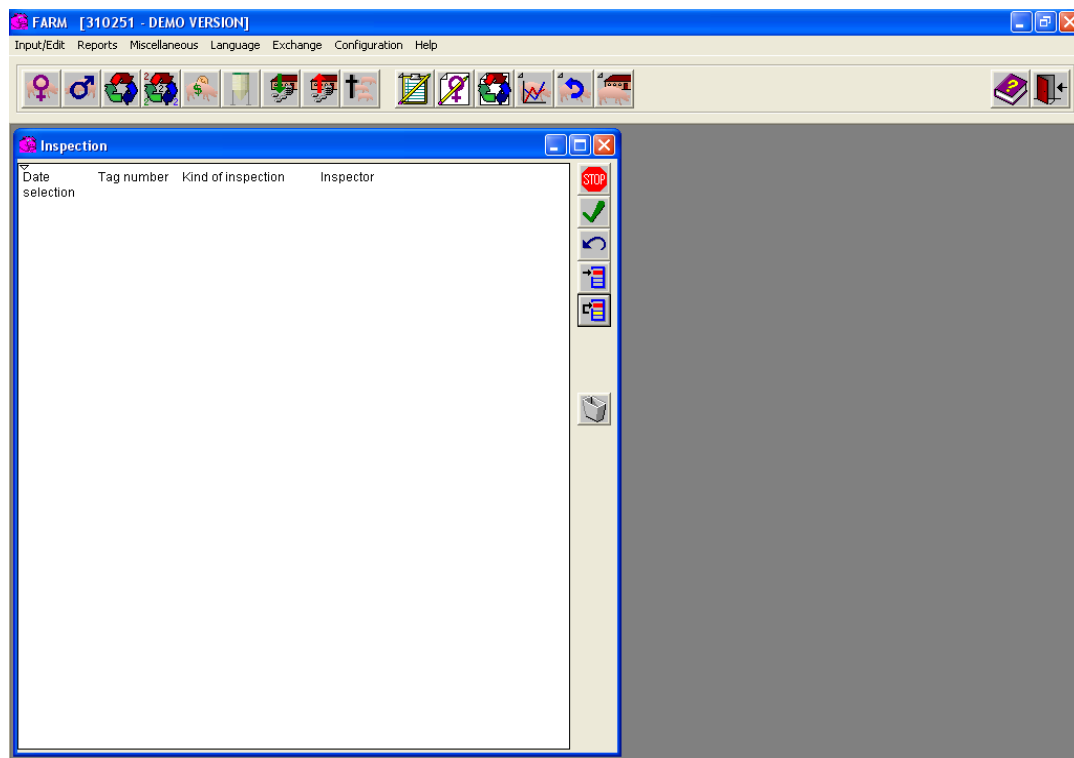 FARM [310251 - DEMO VERSION]
Input/Edit Reports Miscellaneous Language Exchange Configuration Help
Inspection
Date selection Tag number Kind of inspection Inspector
STOP